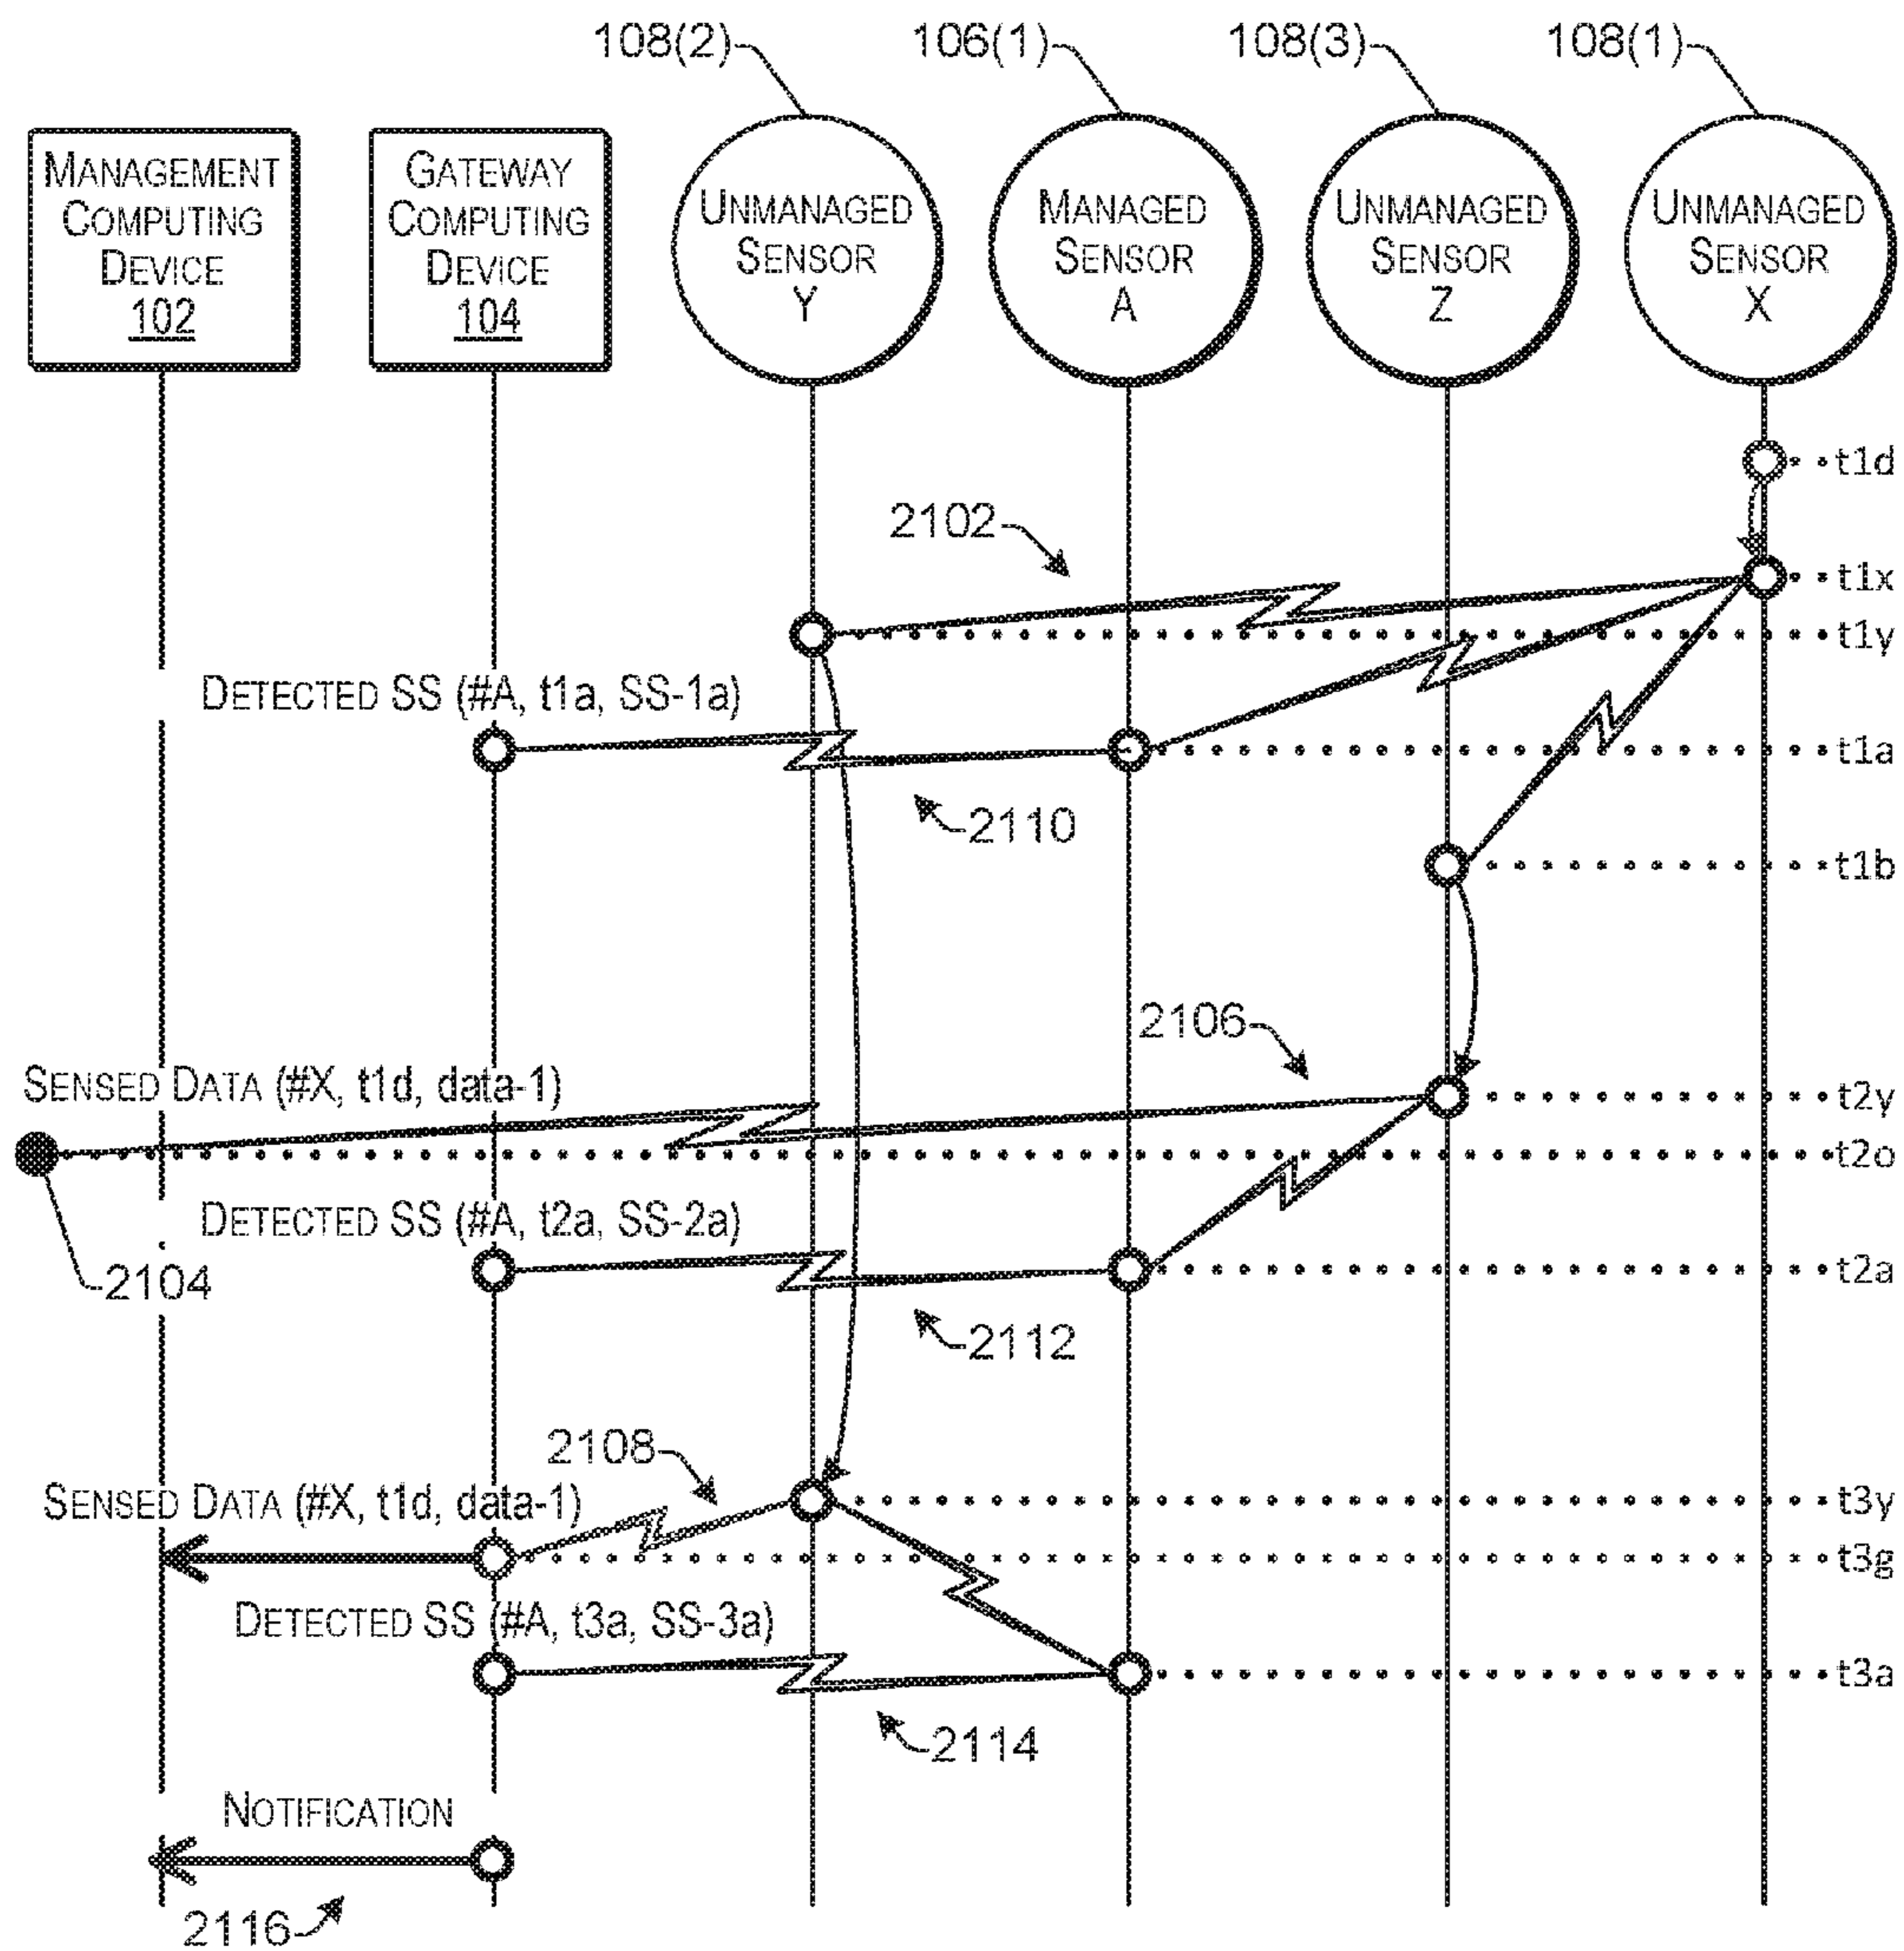 108(2)
106(1)
108(3)
108(1)
MANAGEMENT
COMPUTING
DEVICE
102
GATEWAY
COMPUTING
DEVICE
104
UNMANAGED
SENSOR
Y
MANAGED
SENSOR
A
UNMANAGED
SENSOR
Z
UNMANAGED
SENSOR
X
t1d
2102
t1x
t1y
DETECTED SS (#A, t1a, SS-1a)
t1a
2110
t1b
2106
SENSED DATA (#X, t1d, data-1)
t2y
t2o
DETECTED SS (#A, t2a, SS-2a)
2104
t2a
2112
2108
SENSED DATA (#X, t1d, data-1)
t3y
t3g
DETECTED SS (#A, t3a, SS-3a)
t3a
2114
NOTIFICATION
2116